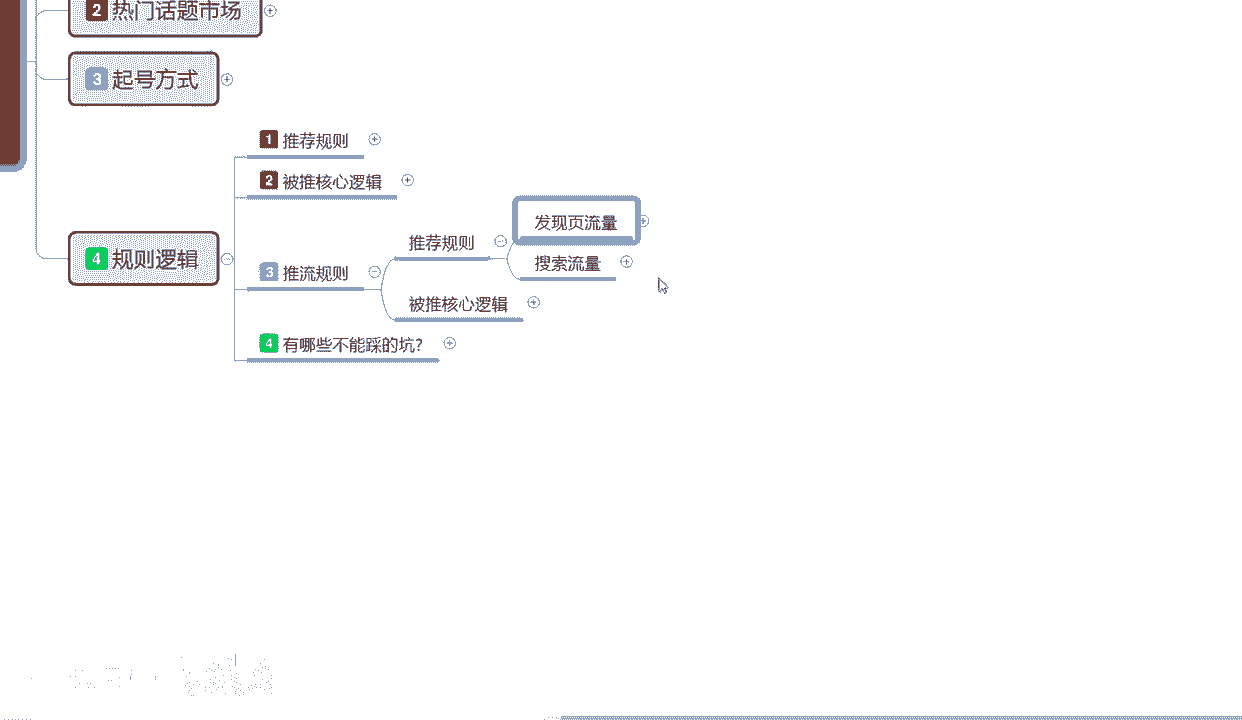 2 热门话题市场
3 起号方式
4 规则逻辑
1 推荐规则
2 被推核心逻辑
3 推流规则
推荐规则
发现页流量
搜索流量
被推核心逻辑
4 有哪些不能踩的坑?